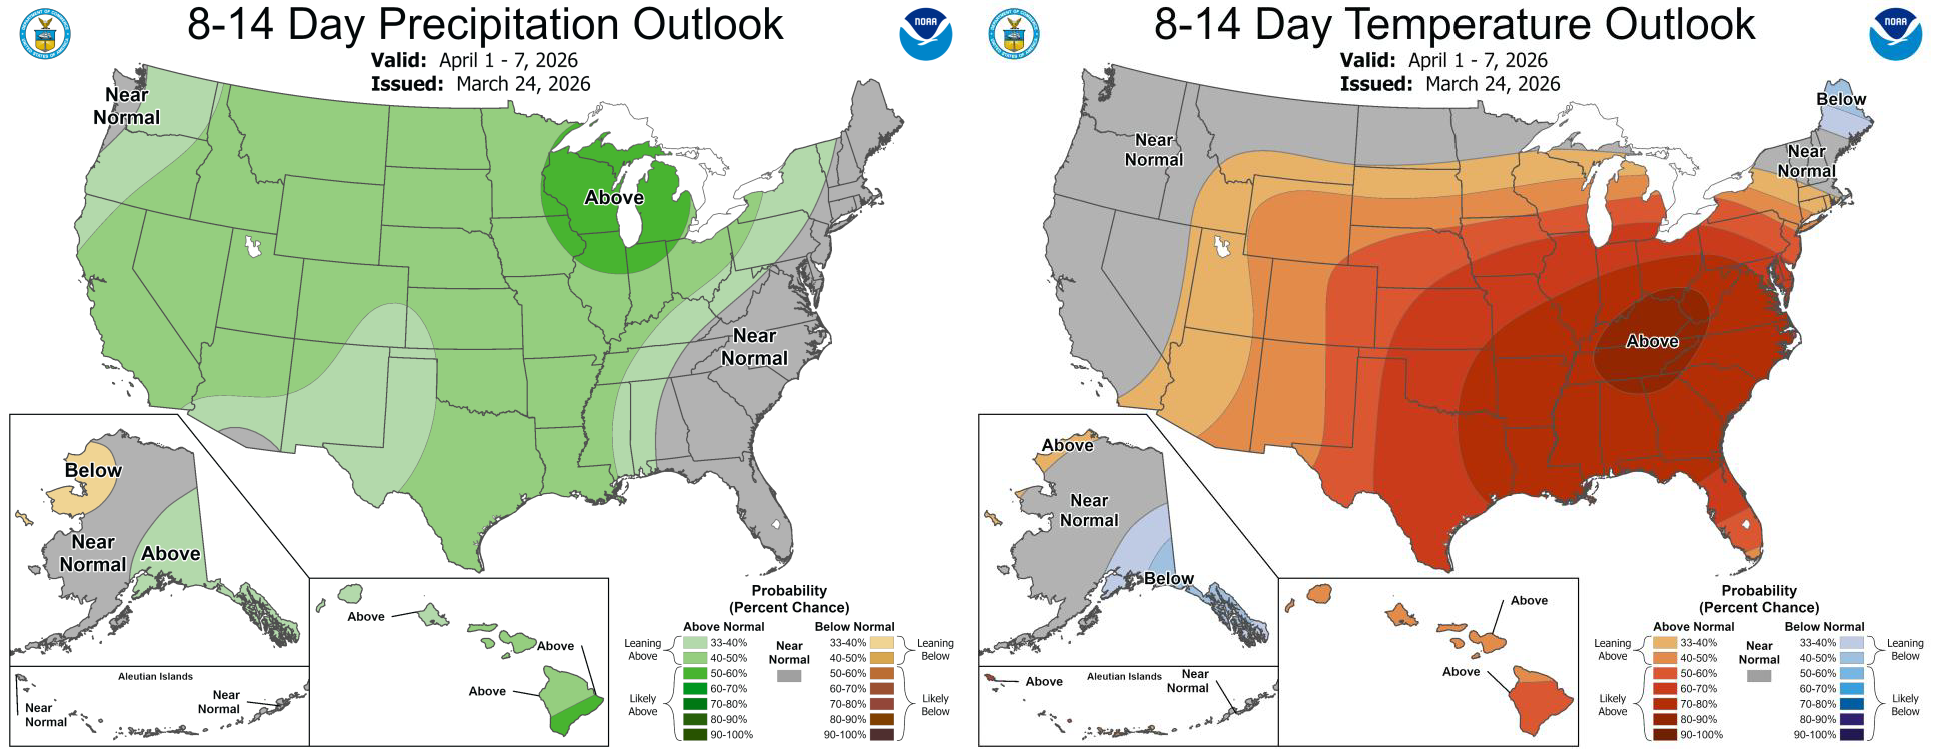 8-14 Day Precipitation Outlook
Valid: April 1 - 7, 2026
Issued: March 24, 2026
NOAA
Near
Normal
Above
Near
Normal
Below
Near
Normal
Above
Aleutian Islands
Near
Normal
Near
Normal
Above
Above
Above
Probability
(Percent Chance)
Above Normal
Below Normal
Leaning
Above
Likely
Above
33-40%
40-50%
50-60%
60-70%
70-80%
80-90%
90-100%
Near
Normal
33-40%
40-50%
50-60%
60-70%
70-80%
80-90%
90-100%
Leaning
Below
Likely
Below
8-14 Day Temperature Outlook
Valid: April 1 - 7, 2026
Issued: March 24, 2026
NOAA
Near
Normal
Below
Near
Normal
Above
Above
Near
Normal
Below
Above
Aleutian Islands
Near
Normal
Above
Above
Probability
(Percent Chance)
Above Normal
Below Normal
Leaning
Above
Likely
Above
33-40%
40-50%
50-60%
60-70%
70-80%
80-90%
90-100%
Near
Normal
33-40%
40-50%
50-60%
60-70%
70-80%
80-90%
90-100%
Leaning
Below
Likely
Below